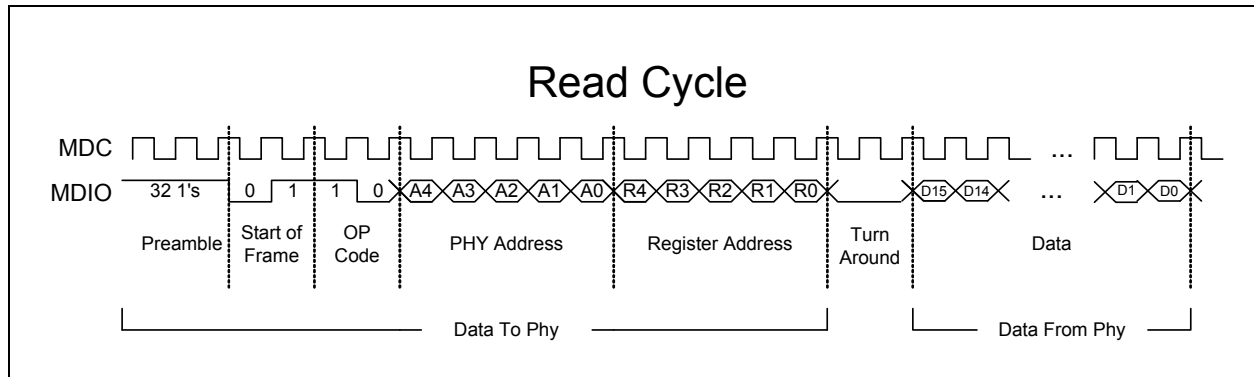 Read Cycle
MDC ...
MDIO 32 1's 0 1 1 0 A4 A3 A2 A1 A0 R4 R3 R2 R1 R0 D15 D14 ... D1 D0
Preamble Start of Frame OP Code PHY Address Register Address Turn Around Data
Data To Phy Data From Phy